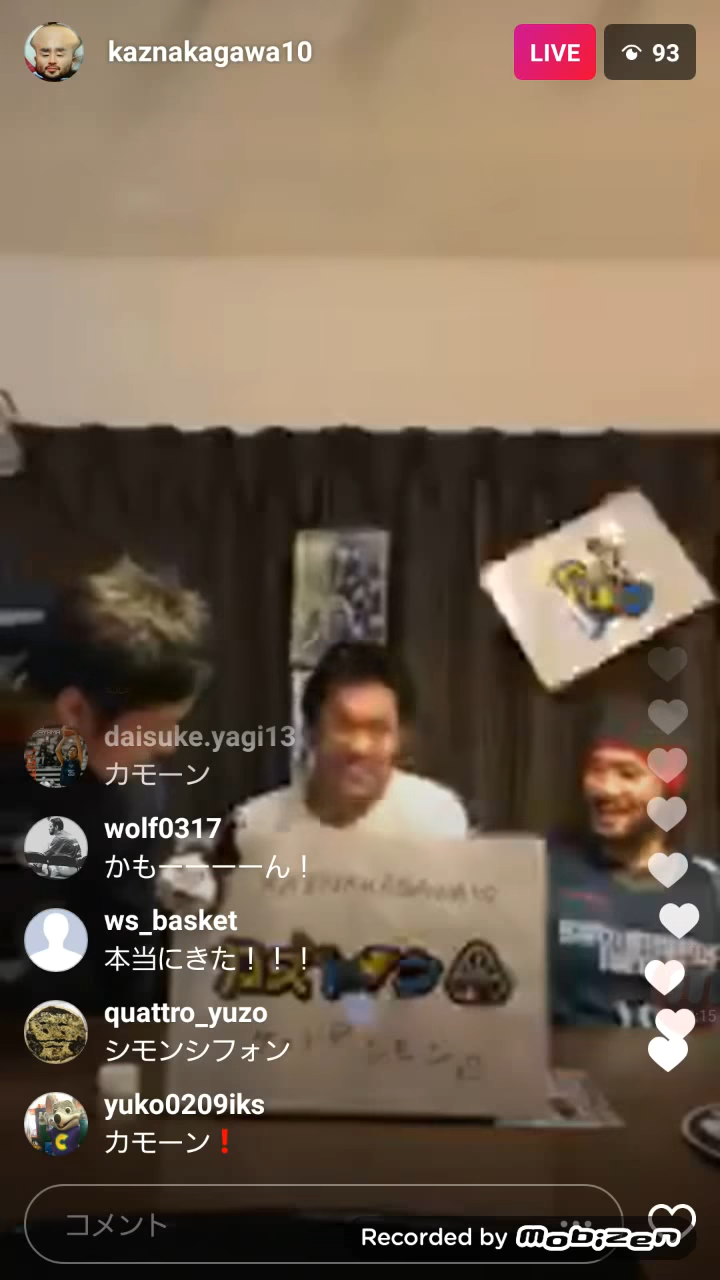 kaznakagawa10
LIVE
93
daisuke.yagi13
カモーン
wolf0317
かもーーーーん！
ws_basket
本当にきた！！！
quattro_yuzo
シモンシフォン
yuko0209iks
カモーン❗
KAZNAKAGAWA10
コメント
Recorded by mobizen